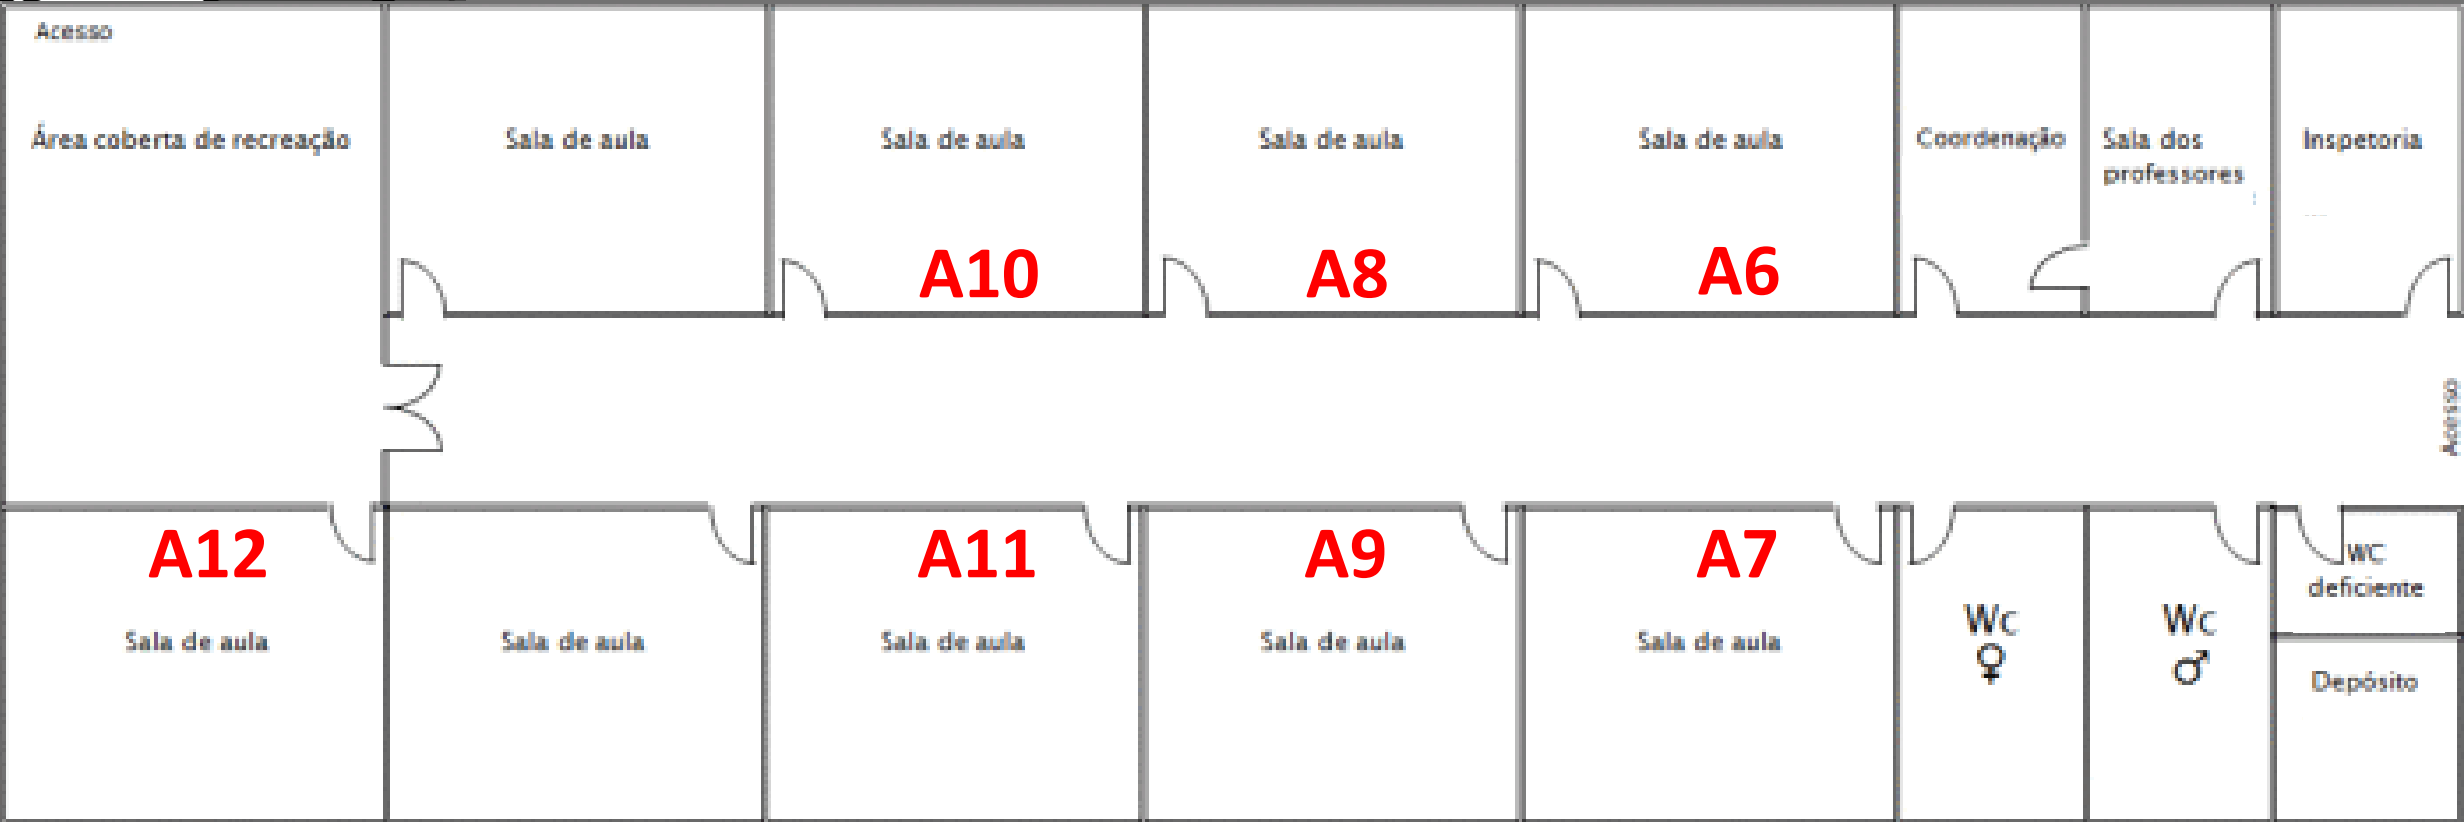 Acesso
Área coberta de recreação
Sala de aula
Sala de aula
Sala de aula
Sala de aula
Coordenação
Sala dos
professores
Inspetoria
A10
A8
A6
Acesso
A12
A11
A9
A7
WC
deficiente
Sala de aula
Sala de aula
Sala de aula
Sala de aula
Sala de aula
Wc
♀
Wc
♂
Depósito